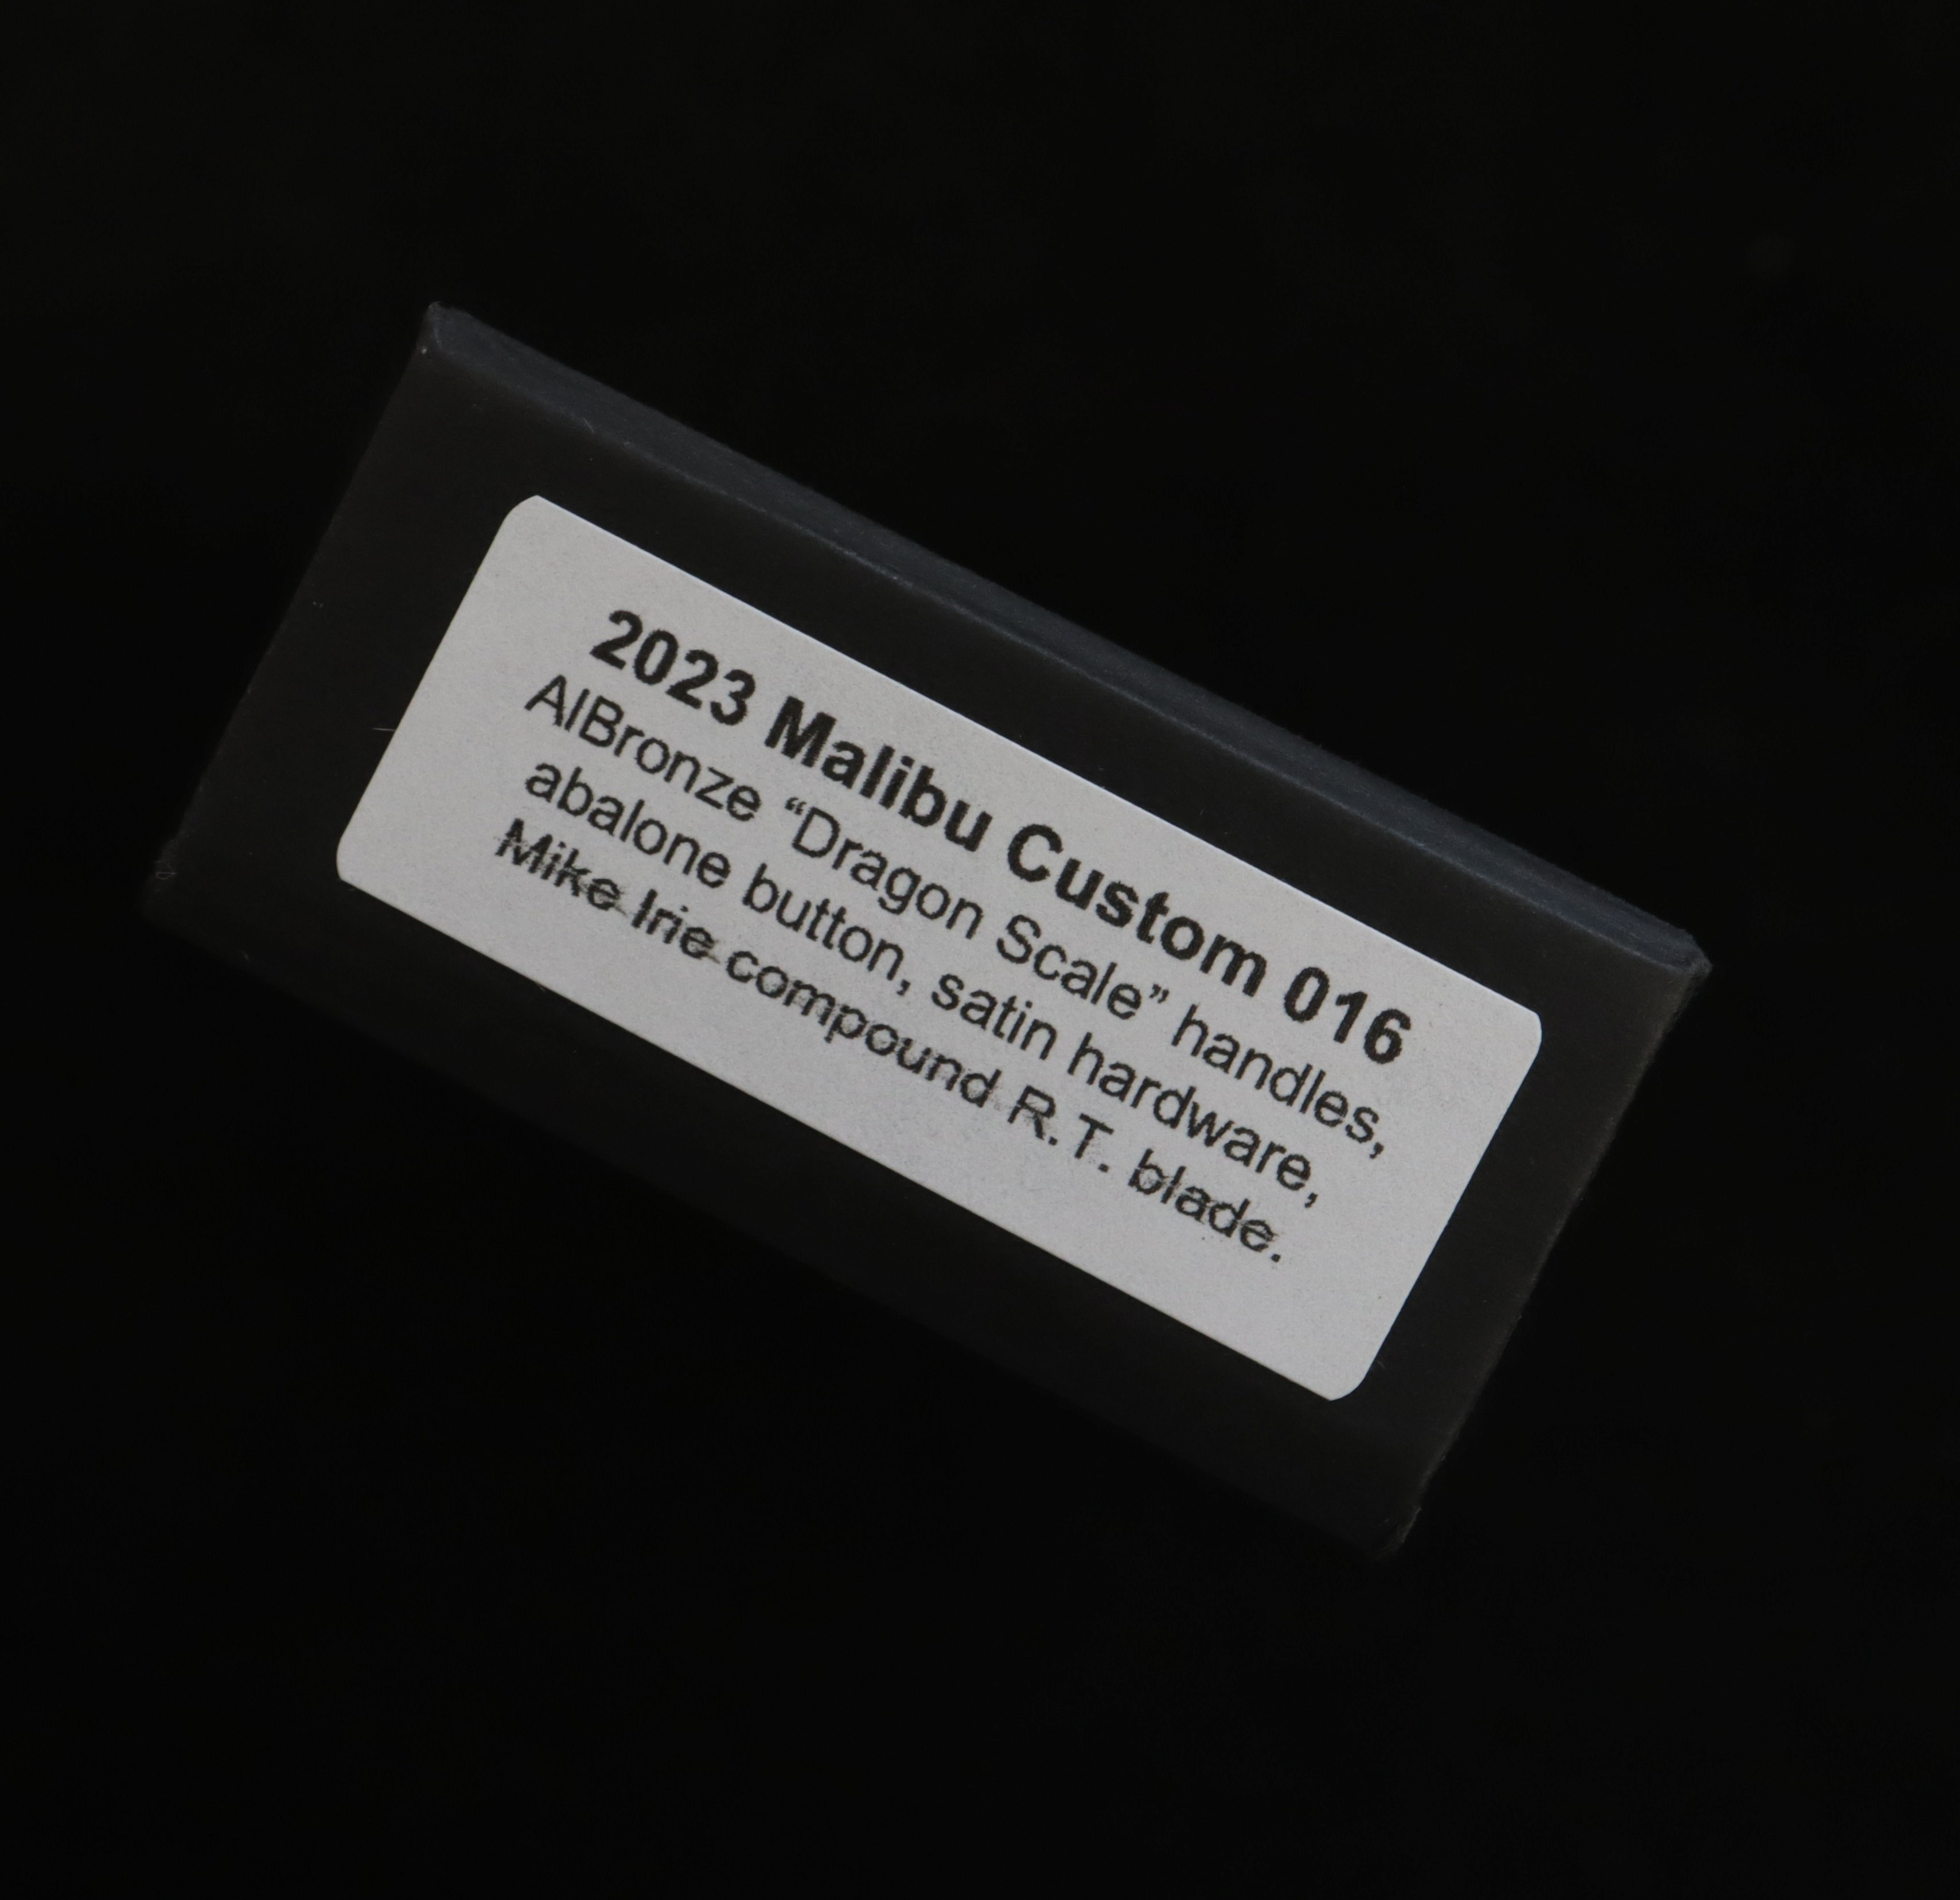 2023 Malibu Custom 016
AlBronze “Dragon Scale” handles,
abalone button, satin hardware,
Mike Irie compound R.T. blade.